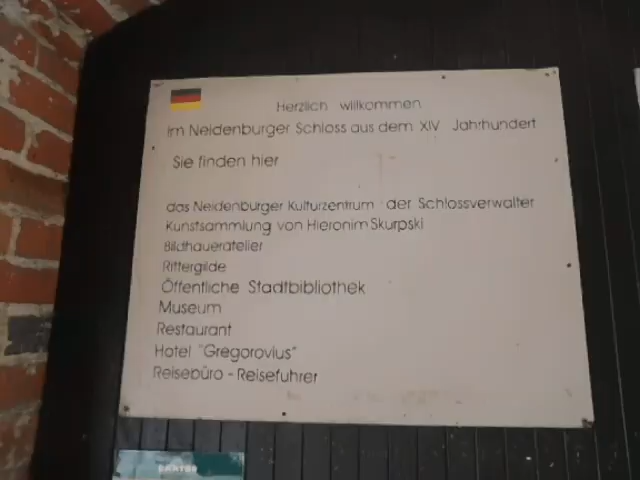 Herzlich willkommen
im Neidenburger Schloss aus dem XIV Jahrhundert
Sie finden hier
das Neidenburger Kulturzentrum - der Schlossverwalter
Kunstsammlung von Hieronim Skurpski
Bildhaueratelier
Rittergilde
Öffentliche Stadtbibliothek
Museum
Restaurant
Hotel "Gregorovius"
Reisebüro - Reisefuhrer